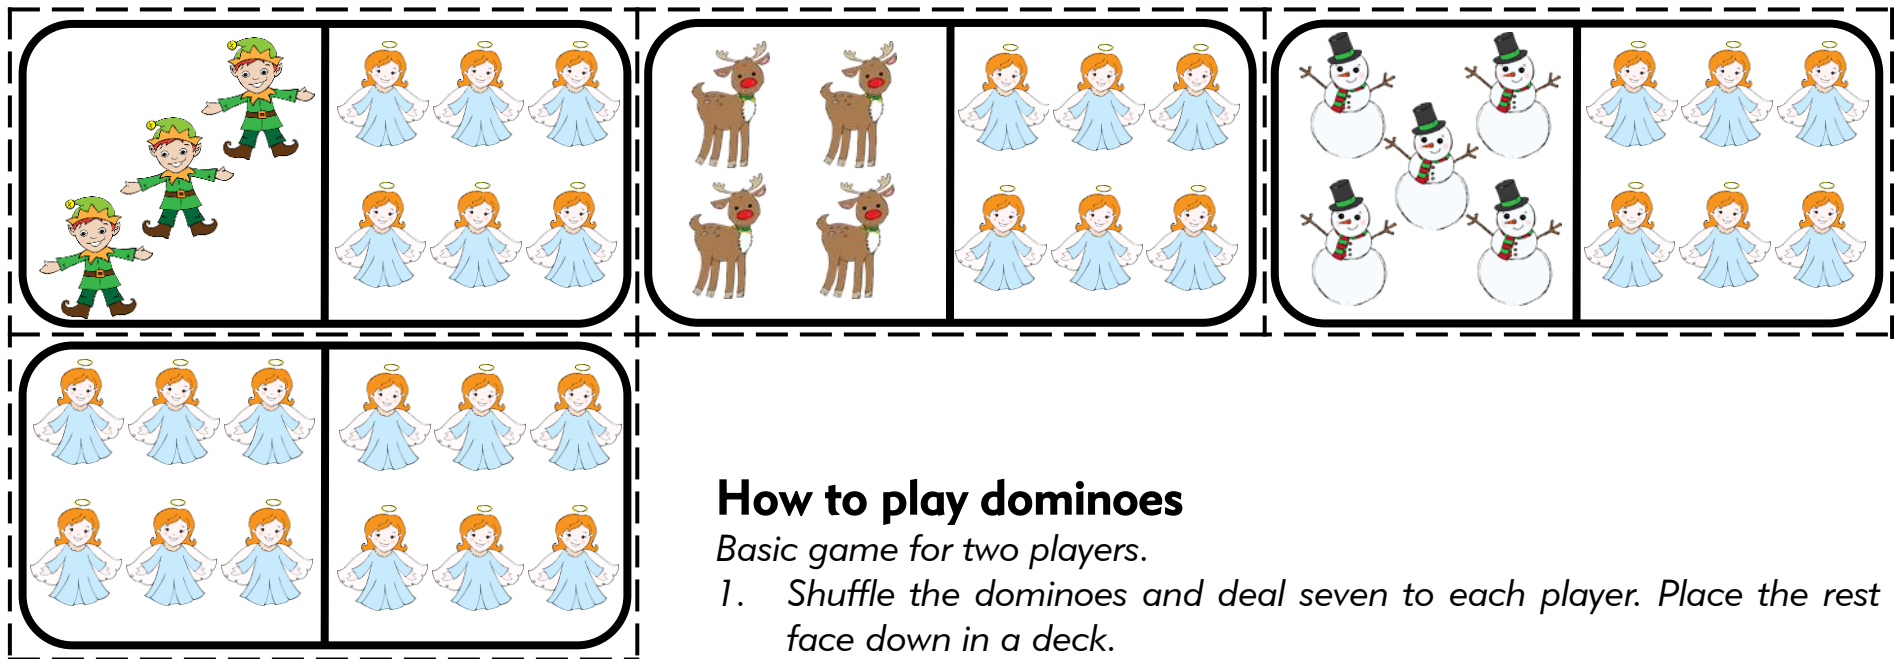 How to play dominoes
Basic game for two players.
1. Shuffle the dominoes and deal seven to each player. Place the rest
face down in a deck.